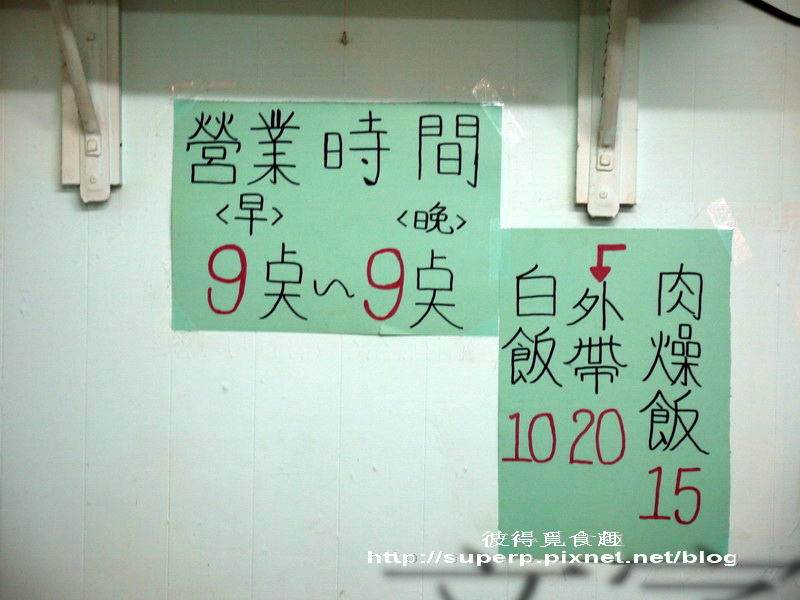 營業時間
<早> <晚>
9点~9点
肉燥飯
15
外帶
20
白飯
10
彼得覓食趣
http://superp.pixnet.net/blog